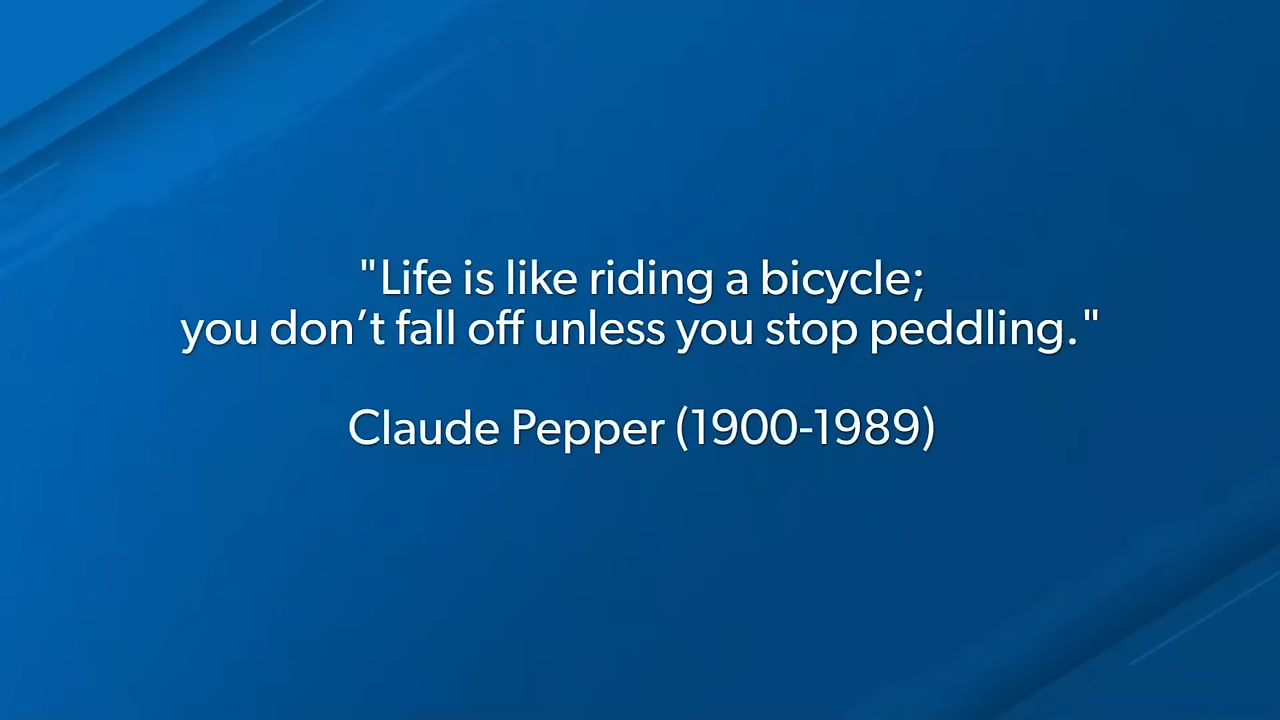 "Life is like riding a bicycle;
you don’t fall off unless you stop peddling."
Claude Pepper (1900-1989)